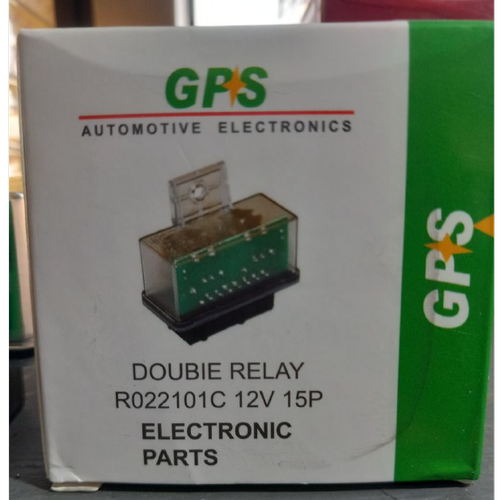 GPS
AUTOMOTIVE ELECTRONICS
GPS
DOUBIE RELAY
R022101C 12V 15P
ELECTRONIC
PARTS